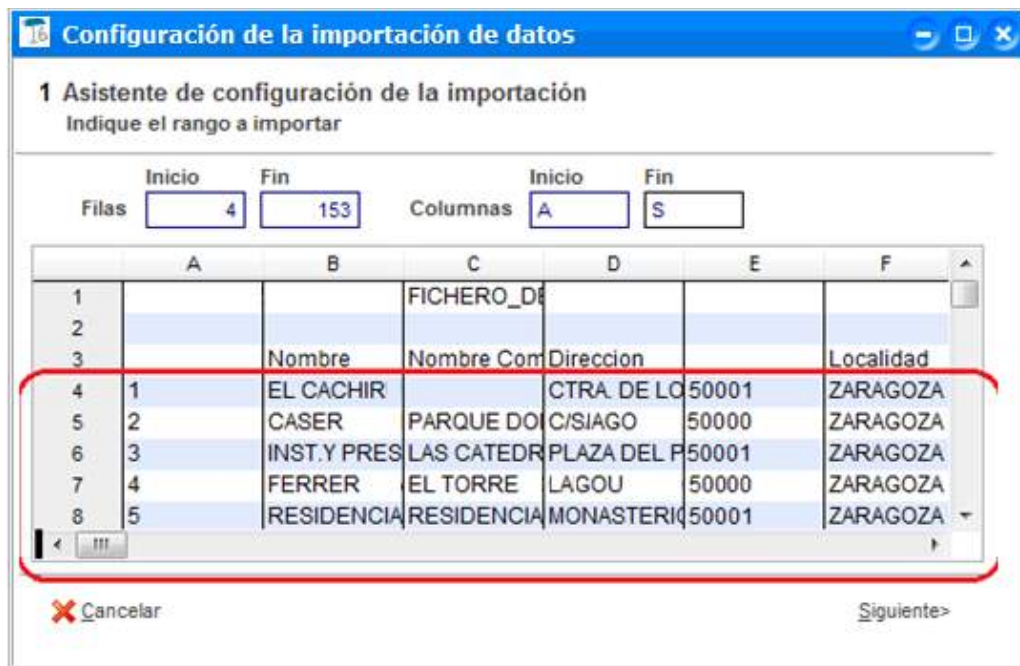 Configuración de la importación de datos
1 Asistente de configuración de la importación
Indique el rango a importar
Inicio Fin Inicio Fin
Filas 4 153 Columnas A S
A B C D E F
1 FICHERO_DE
2
3 Nombre Nombre Com Direccion Localidad
4 1 EL CACHIR CTRA. DE LO 50001 ZARAGOZA
5 2 CASER PARQUE DO C/SIAGO 50000 ZARAGOZA
6 3 INST.Y PRES LAS CATEDR PLAZA DEL P 50001 ZARAGOZA
7 4 FERRER EL TORRE LAGOU 50000 ZARAGOZA
8 5 RESIDENCIA RESIDENCIA MONASTERIO 50001 ZARAGOZA
Cancelar Siguiente>